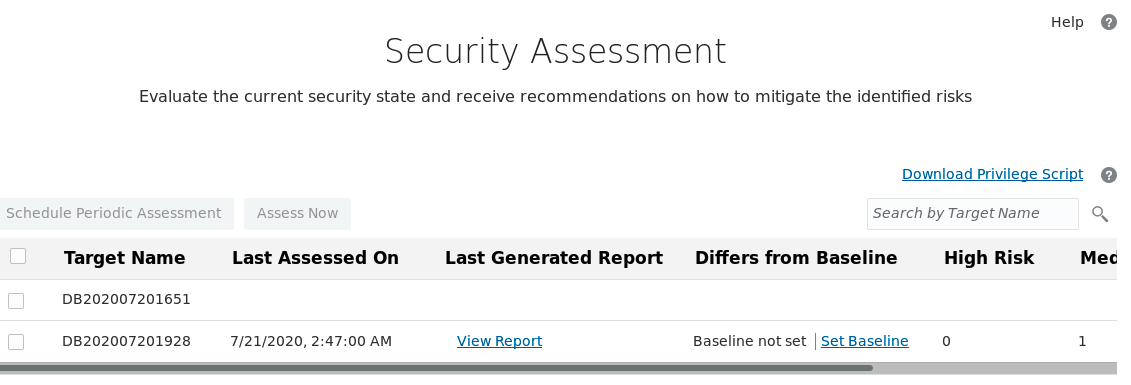 Help
Security Assessment
Evaluate the current security state and receive recommendations on how to mitigate the identified risks
Download Privilege Script
Schedule Periodic Assessment Assess Now Search by Target Name
Target Name Last Assessed On Last Generated Report Differs from Baseline High Risk Med
DB202007201651
DB202007201928 7/21/2020, 2:47:00 AM View Report Baseline not set Set Baseline 0 1